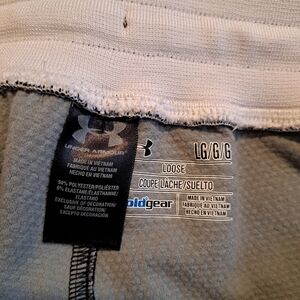 UNDER ARMOUR
MADE IN VIETNAM
FABRIQUÉ AU VIETNAM
HECHO EN VIETNAM
94% POLYESTER/POLIÉSTER
6% ELASTANE/ÉLASTHANNE/
ELASTANO
EXCLUSIVE OF DECORATION/
SAUF DÉCORATION/
EXCEPTO DECORACIÓN
LG/G/G
LOOSE
COUPE LÂCHE/SUELTO
oldgear
MADE IN VIETNAM
FABRIQUÉ AU VIETNAM
HECHO EN VIETNAM